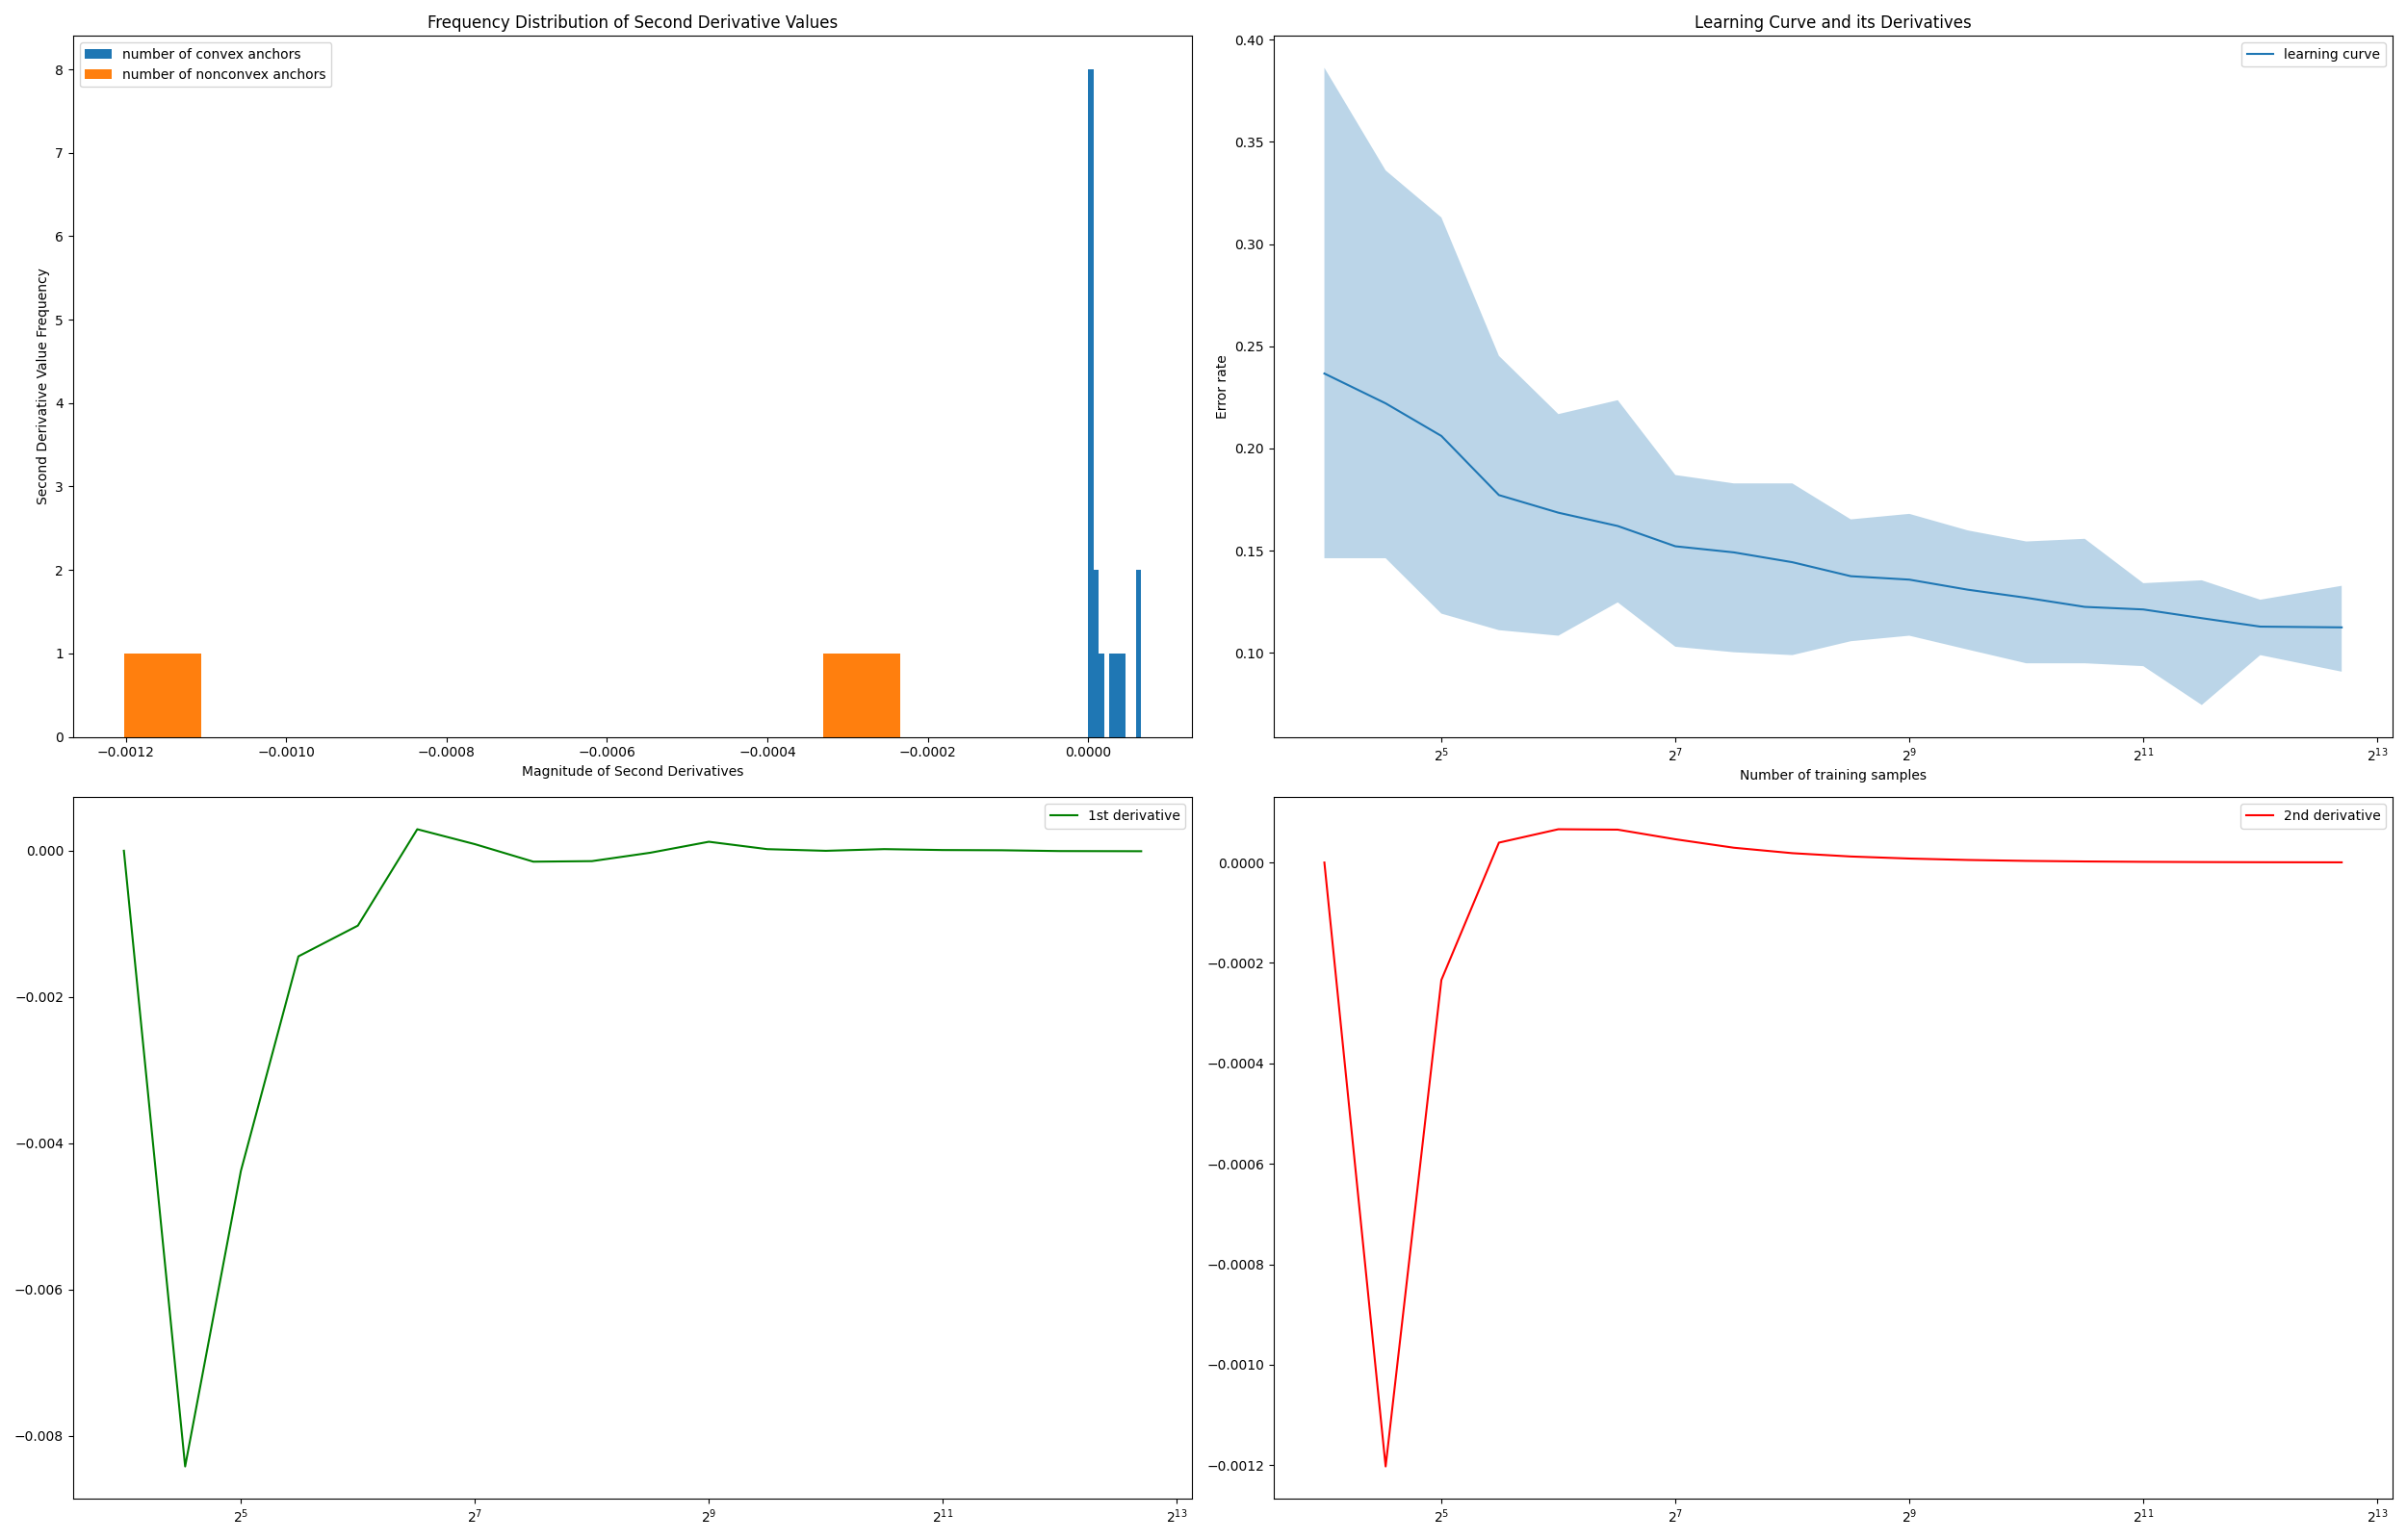 Frequency Distribution of Second Derivative Values
number of convex anchors
number of nonconvex anchors
Second Derivative Value Frequency
8
7
6
5
4
3
2
1
0
−0.0012 −0.0010 −0.0008 −0.0006 −0.0004 −0.0002 0.0000
Magnitude of Second Derivatives
Learning Curve and its Derivatives
learning curve
Error rate
0.40
0.35
0.30
0.25
0.20
0.15
0.10
2^5 2^7 2^9 2^11 2^13
Number of training samples
1st derivative
0.000
−0.002
−0.004
−0.006
−0.008
2^5 2^7 2^9 2^11 2^13
2nd derivative
0.0000
−0.0002
−0.0004
−0.0006
−0.0008
−0.0010
−0.0012
2^5 2^7 2^9 2^11 2^13